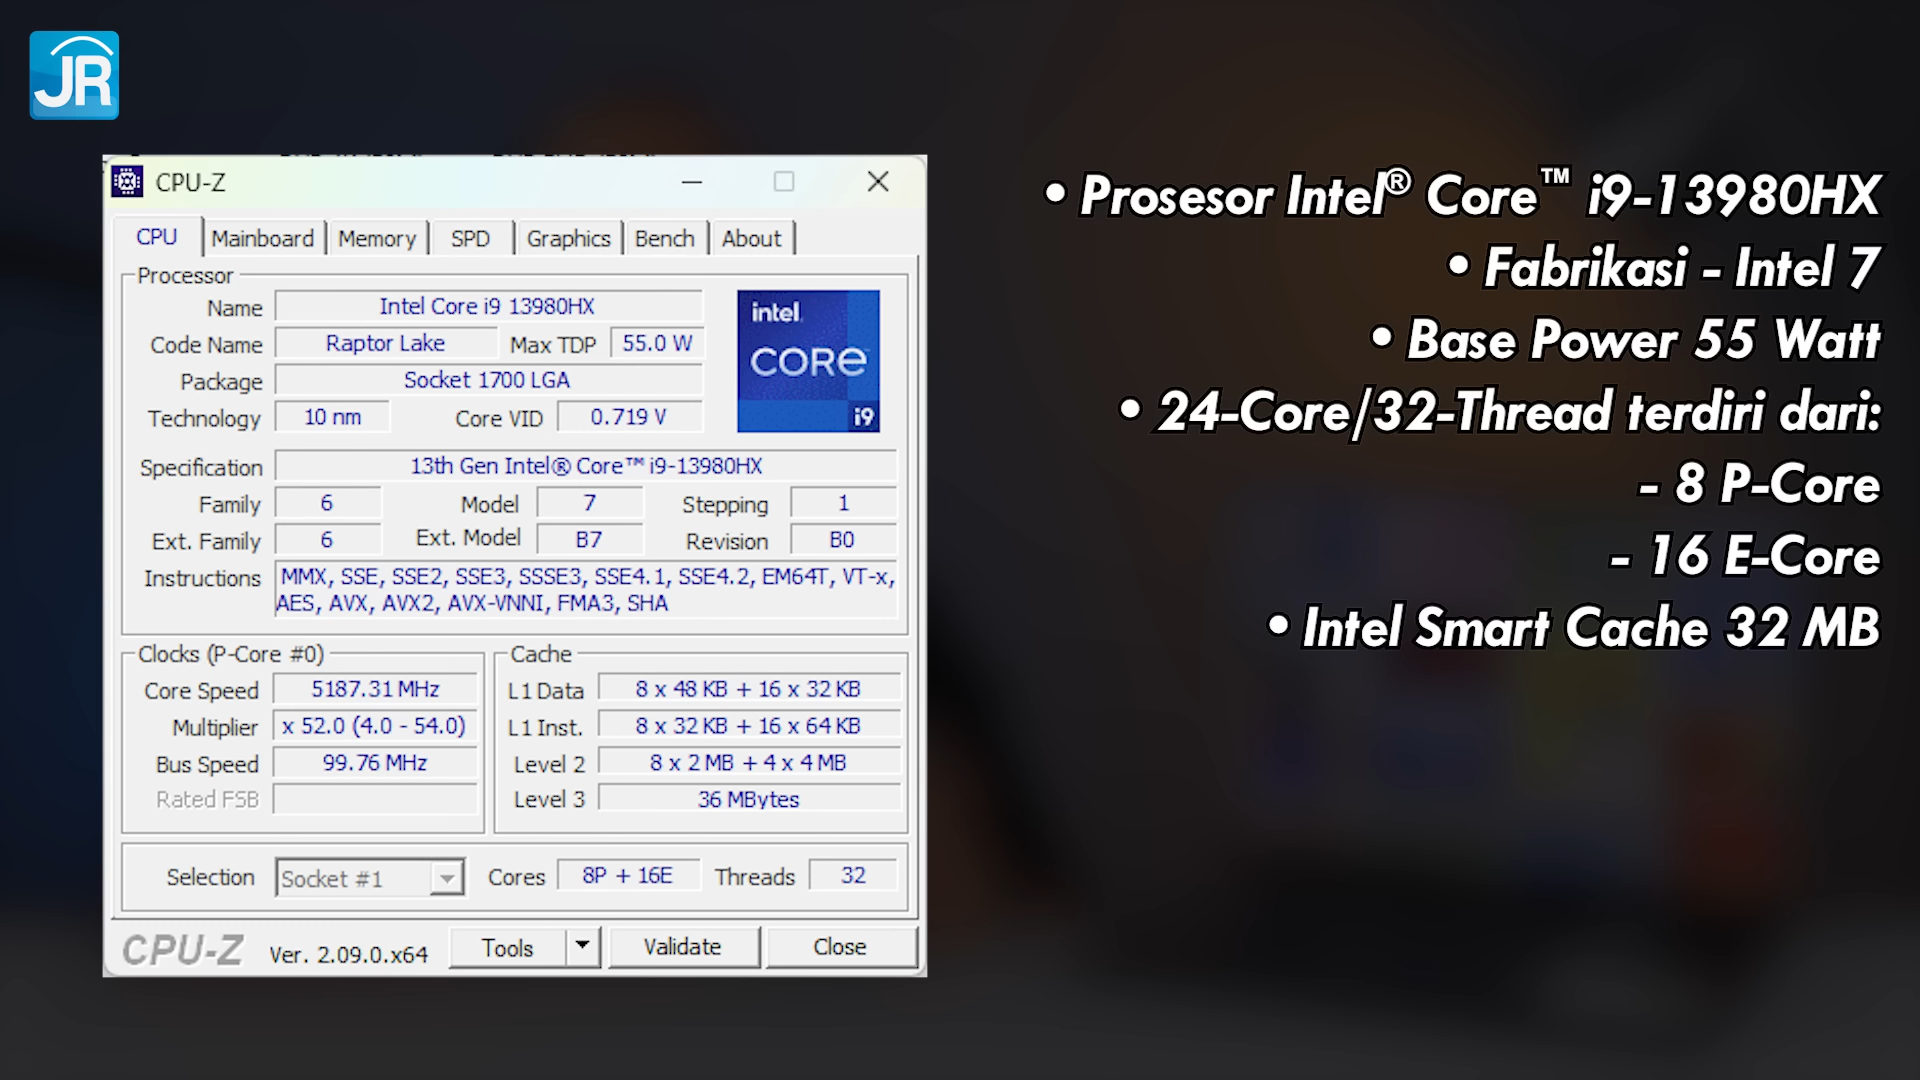 JR
CPU-Z
CPU Mainboard Memory SPD Graphics Bench About
Processor
Name Intel Core i9 13980HX
Code Name Raptor Lake Max TDP 55.0 W
Package Socket 1700 LGA
Technology 10 nm Core VID 0.719 V
intel
CORE
i9
Specification 13th Gen Intel® Core™ i9-13980HX
Family 6 Model 7 Stepping 1
Ext. Family 6 Ext. Model B7 Revision B0
Instructions MMX, SSE, SSE2, SSE3, SSSE3, SSE4.1, SSE4.2, EM64T, VT-x,
AES, AVX, AVX2, AVX-VNNI, FMA3, SHA
Clocks (P-Core #0)
Core Speed 5187.31 MHz
Multiplier x 52.0 (4.0 - 54.0)
Bus Speed 99.76 MHz
Rated FSB
Cache
L1 Data 8 x 48 KB + 16 x 32 KB
L1 Inst. 8 x 32 KB + 16 x 64 KB
Level 2 8 x 2 MB + 4 x 4 MB
Level 3 36 MBytes
Selection Socket #1 Cores 8P + 16E Threads 32
CPU-Z Ver. 2.09.0.x64 Tools Validate Close
• Prosesor Intel® Core™ i9-13980HX
• Fabrikasi - Intel 7
• Base Power 55 Watt
• 24-Core/32-Thread terdiri dari:
- 8 P-Core
- 16 E-Core
• Intel Smart Cache 32 MB